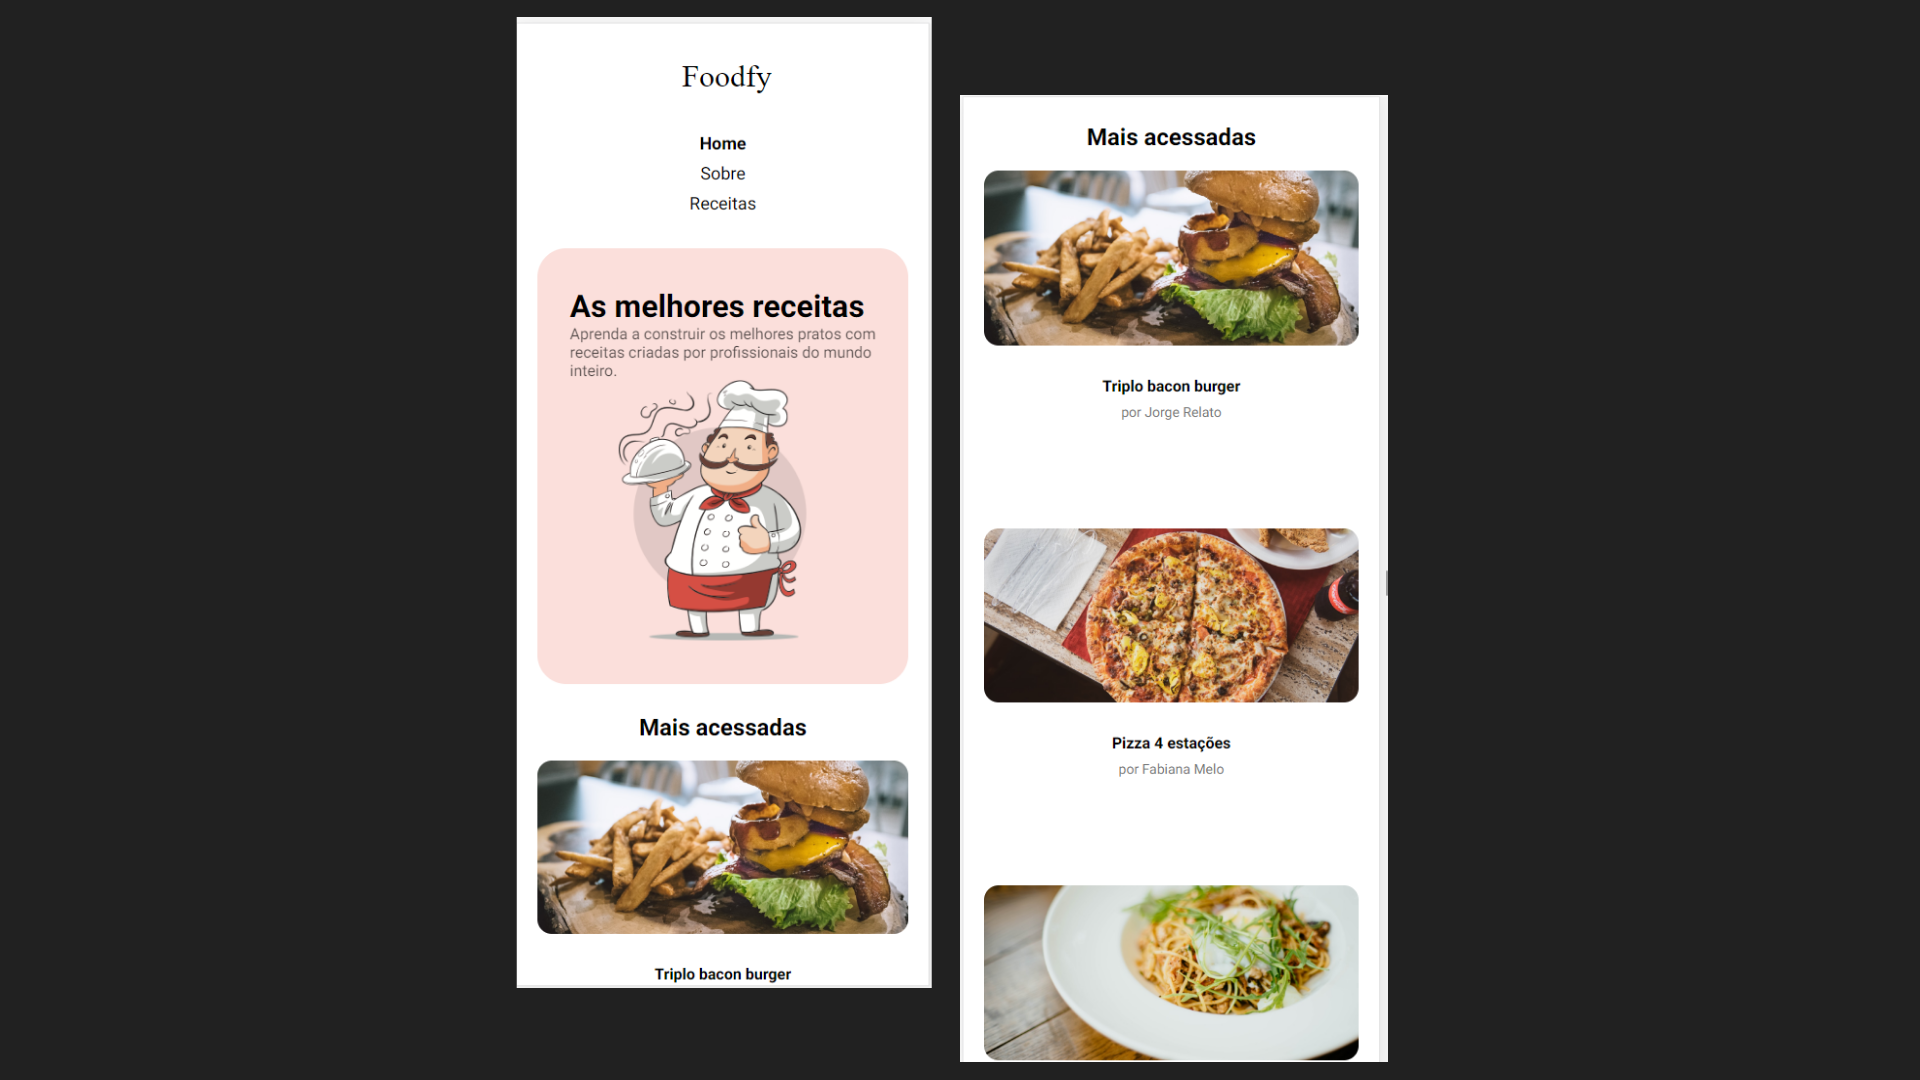 Foodfy
Home
Sobre
Receitas
As melhores receitas
Aprenda a construir os melhores pratos com
receitas criadas por profissionais do mundo
inteiro.
Mais acessadas
Triplo bacon burger
Mais acessadas
Triplo bacon burger
por Jorge Relato
Pizza 4 estações
por Fabiana Melo